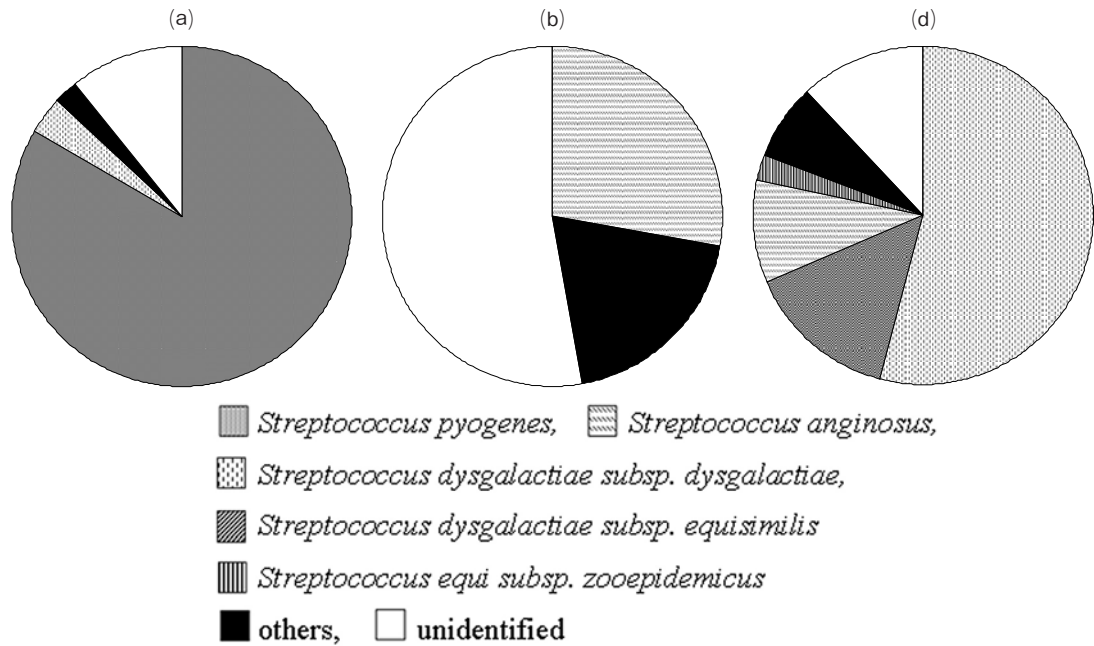 (a) (b) (d)
Streptococcus pyogenes, Streptococcus anginosus,
Streptococcus dysgalactiae subsp. dysgalactiae,
Streptococcus dysgalactiae subsp. equisimilis
Streptococcus equi subsp. zooepidemicus
others, unidentified